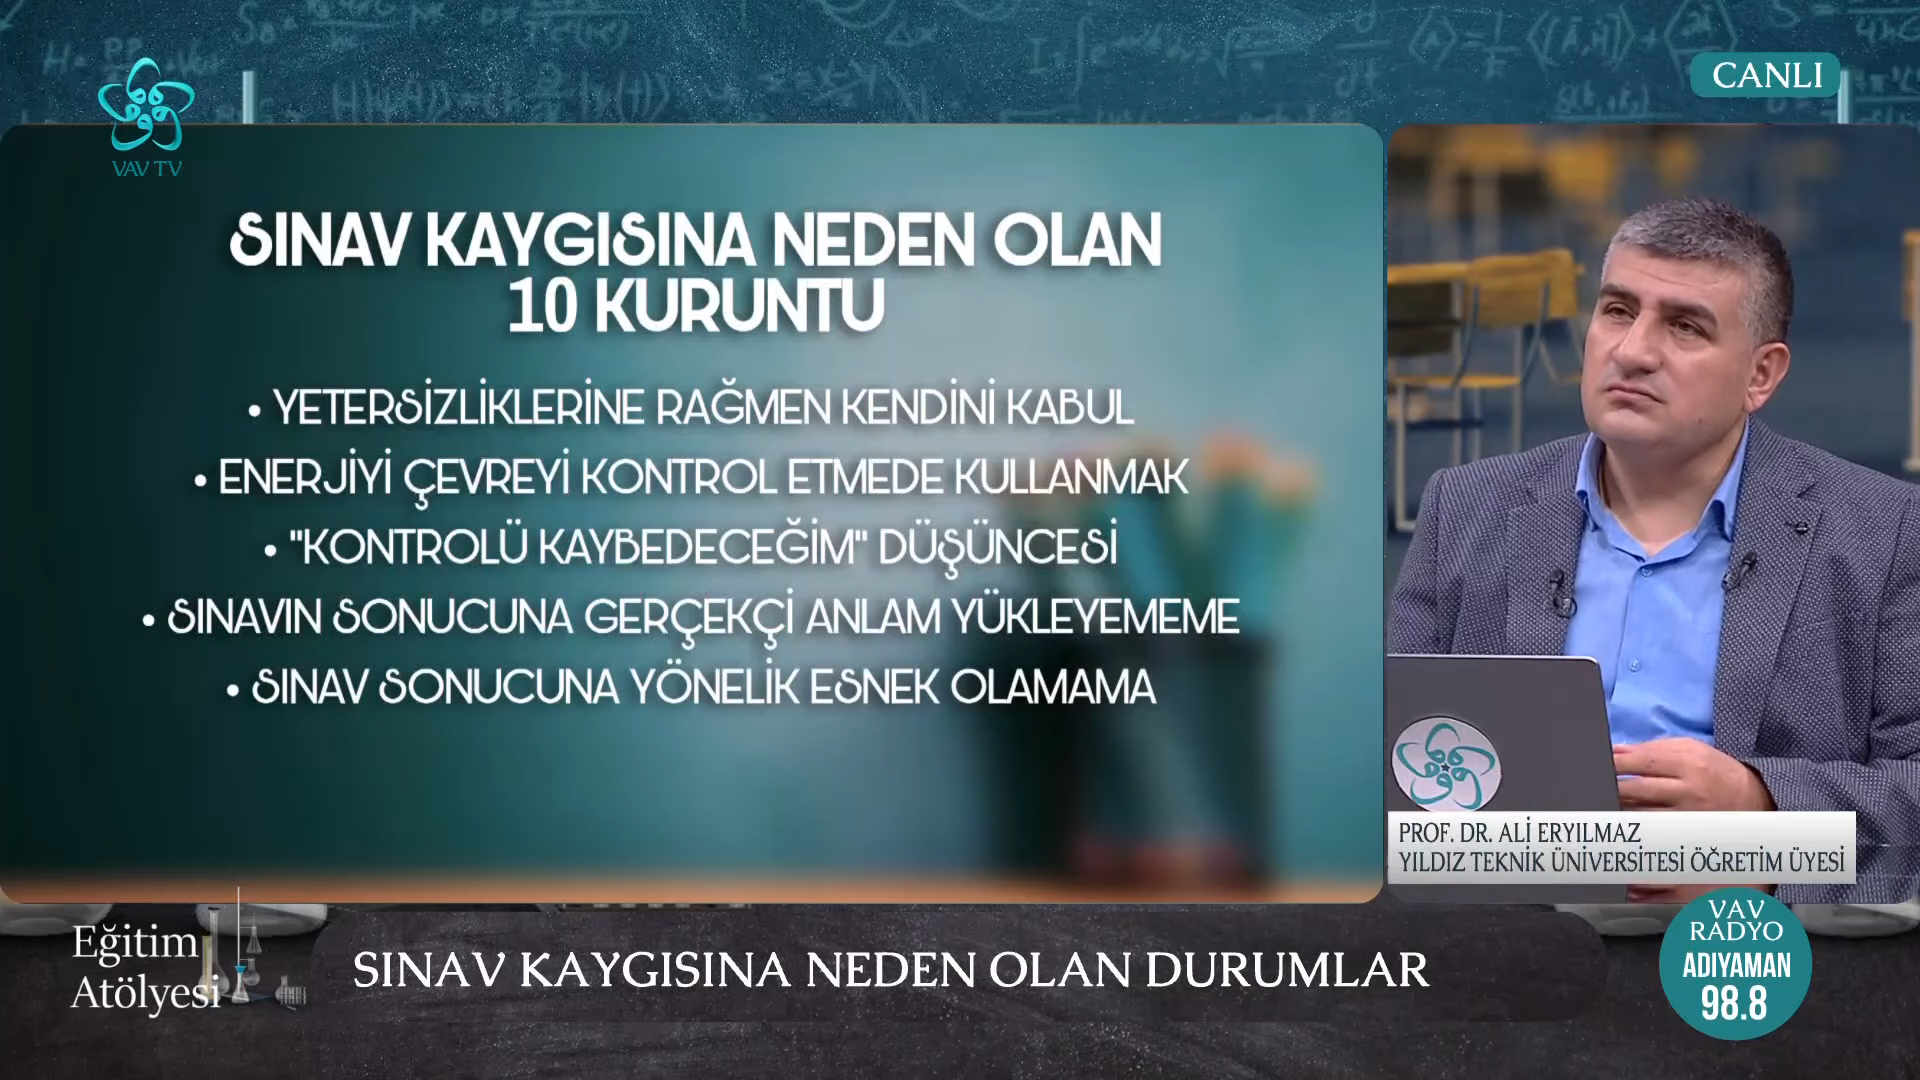 CANLI
VAV TV
SINAV KAYGISINA NEDEN OLAN
10 KURUNTU
• YETERSİZLİKLERİNE RAĞMEN KENDİNİ KABUL
• ENERJİYİ ÇEVREYİ KONTROL ETMEDE KULLANMAK
• "KONTROLÜ KAYBEDECEĞİM" DÜŞÜNCESİ
• SINAVIN SONUCUNA GERÇEKÇİ ANLAM YÜKLEYEMEME
• SINAV SONUCUNA YÖNELİK ESNEK OLAMAMA
PROF. DR. ALİ ERYILMAZ
YILDIZ TEKNİK ÜNİVERSİTESİ ÖĞRETİM ÜYESİ
Eğitim
Atölyesi
SINAV KAYGISINA NEDEN OLAN DURUMLAR
VAV
RADYO
ADIYAMAN
98.8